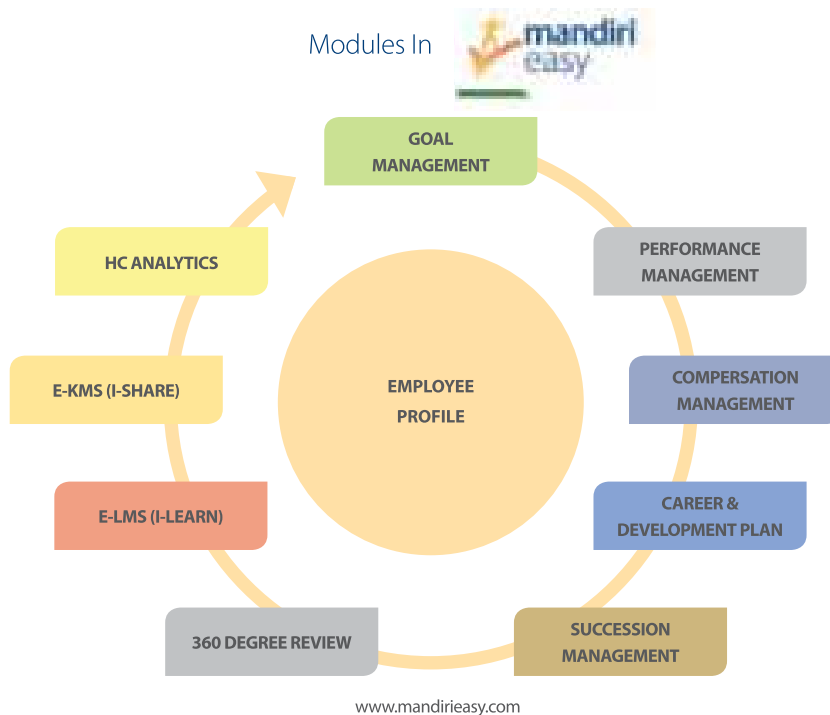 Modules In
mandiri
easy
GOAL
MANAGEMENT
PERFORMANCE
MANAGEMENT
COMPERSATION
MANAGEMENT
CAREER &
DEVELOPMENT PLAN
SUCCESSION
MANAGEMENT
360 DEGREE REVIEW
E-LMS (I-LEARN)
E-KMS (I-SHARE)
HC ANALYTICS
EMPLOYEE
PROFILE
www.mandirieasy.com